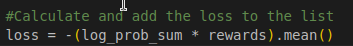 #Calculate and add the loss to the list
loss = -(log_prob_sum * rewards).mean()